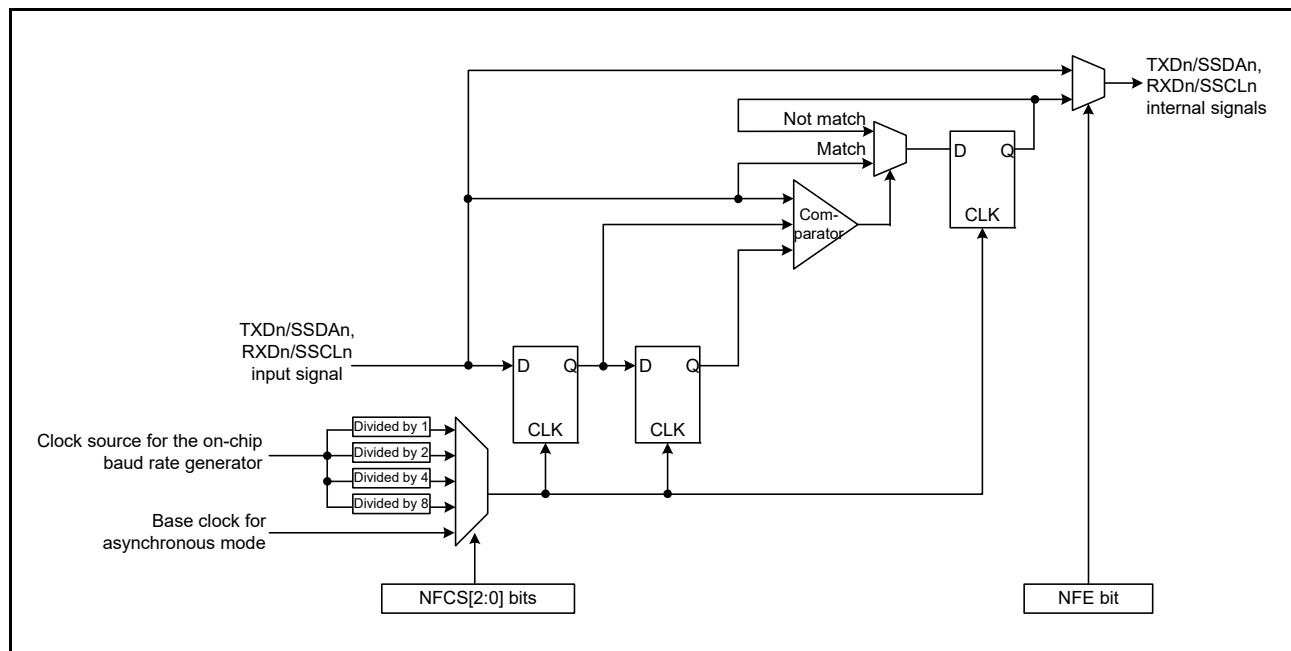 TXDn/SSDAn,
RXDn/SSCLn
internal signals
Not match
Match
D
Q
CLK
Com-
parator
TXDn/SSDAn,
RXDn/SSCLn
input signal
D
Q
CLK
D
Q
CLK
Clock source for the on-chip
baud rate generator
Divided by 1
Divided by 2
Divided by 4
Divided by 8
Base clock for
asynchronous mode
NFCS[2:0] bits
NFE bit